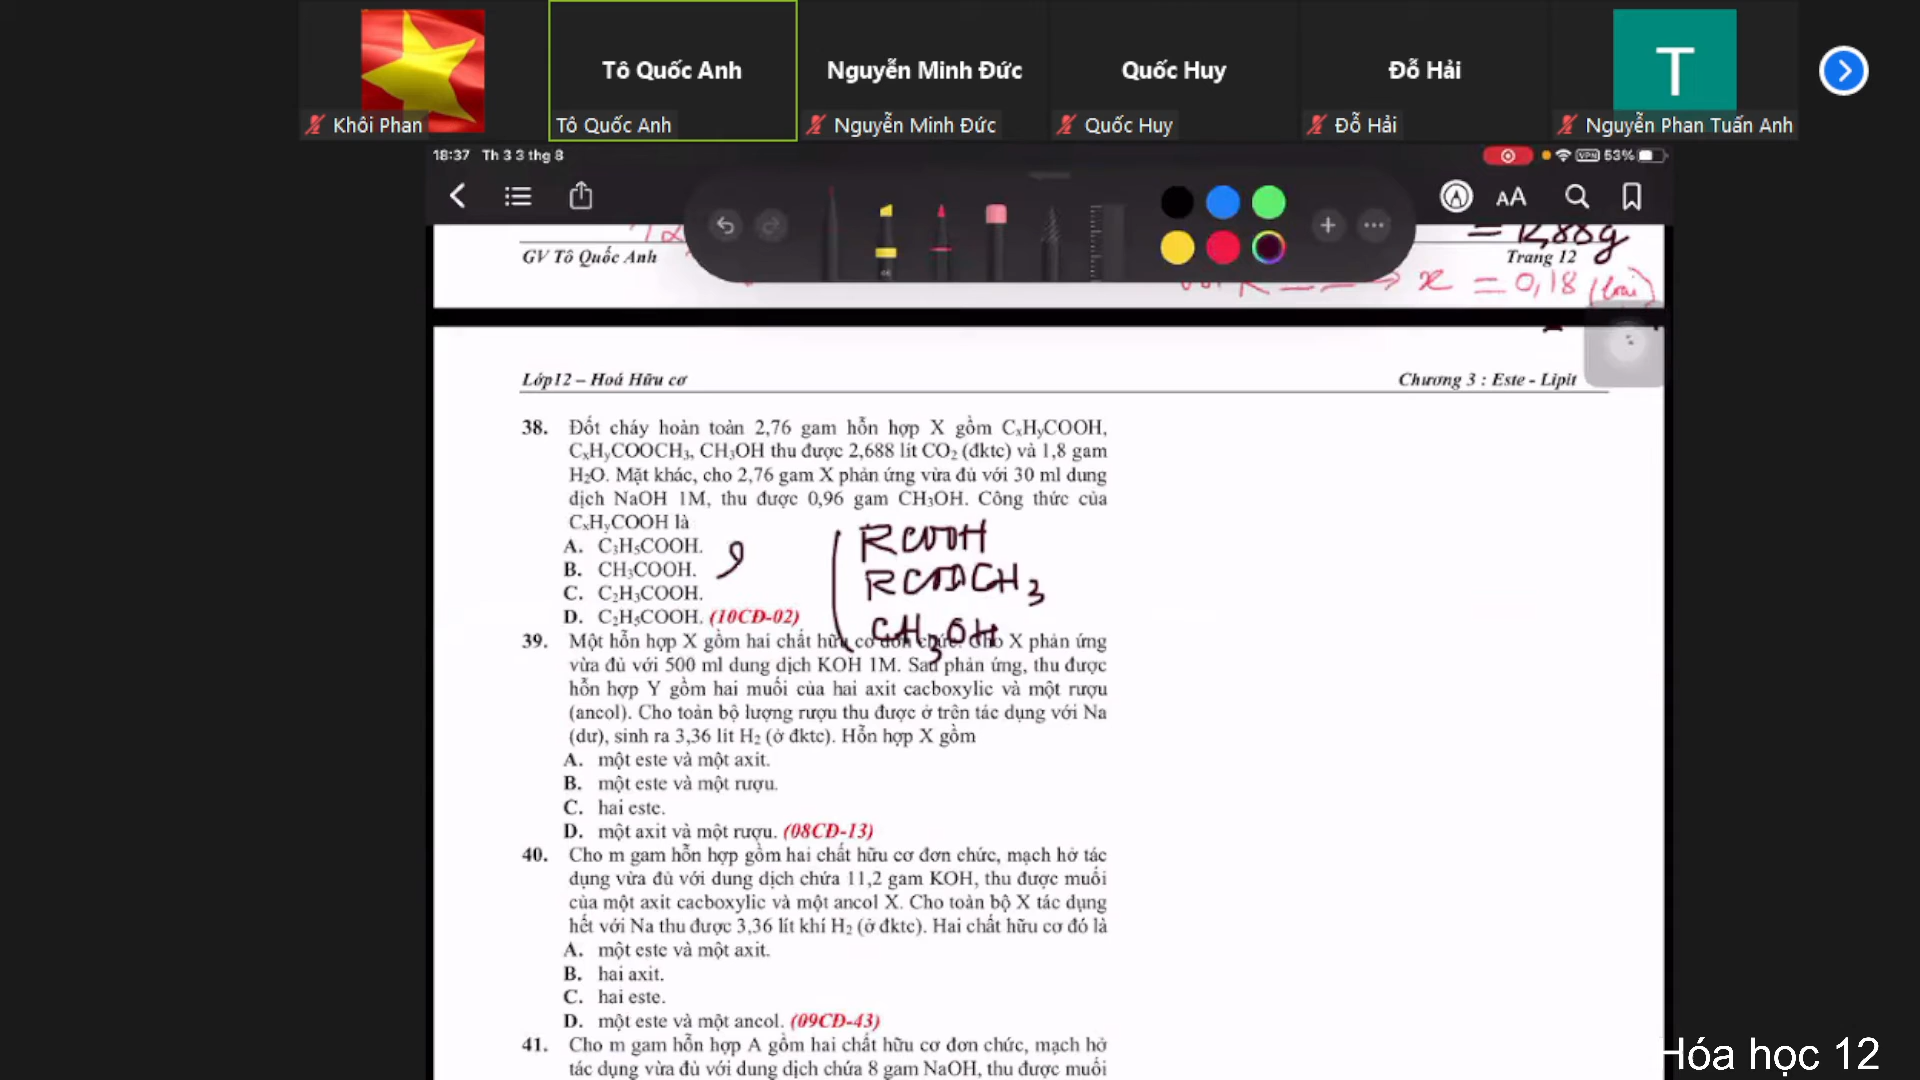 Tô Quốc Anh
Nguyễn Minh Đức
Quốc Huy
Đỗ Hải
T
Khôi Phan
Tô Quốc Anh
Nguyễn Minh Đức
Quốc Huy
Đỗ Hải
Nguyễn Phan Tuấn Anh
18:37 Th 3 3 thg 8
VPN 53%
AA
= 12,88g
GV Tô Quốc Anh
Trang 12
x = 0,18 (loại)
Lớp12 – Hoá Hữu cơ
Chương 3 : Este - Lipit
38. Đốt cháy hoàn toàn 2,76 gam hỗn hợp X gồm CxHyCOOH,
CxHyCOOCH3, CH3OH thu được 2,688 lít CO2 (đktc) và 1,8 gam
H2O. Mặt khác, cho 2,76 gam X phản ứng vừa đủ với 30 ml dung
dịch NaOH 1M, thu được 0,96 gam CH3OH. Công thức của
CxHyCOOH là
A. C3H5COOH.
B. CH3COOH.
C. C2H3COOH.
D. C2H5COOH. (10CĐ-02)
RCOOH
RCOOCH3
CH3OH
39. Một hỗn hợp X gồm hai chất hữu cơ đơn chức. Cho X phản ứng
vừa đủ với 500 ml dung dịch KOH 1M. Sau phản ứng, thu được
hỗn hợp Y gồm hai muối của hai axit cacboxylic và một rượu
(ancol). Cho toàn bộ lượng rượu thu được ở trên tác dụng với Na
(dư), sinh ra 3,36 lít H2 (ở đktc). Hỗn hợp X gồm
A. một este và một axit.
B. một este và một rượu.
C. hai este.
D. một axit và một rượu. (08CĐ-13)
40. Cho m gam hỗn hợp gồm hai chất hữu cơ đơn chức, mạch hở tác
dụng vừa đủ với dung dịch chứa 11,2 gam KOH, thu được muối
của một axit cacboxylic và một ancol X. Cho toàn bộ X tác dụng
hết với Na thu được 3,36 lít khí H2 (ở đktc). Hai chất hữu cơ đó là
A. một este và một axit.
B. hai axit.
C. hai este.
D. một este và một ancol. (09CĐ-43)
41. Cho m gam hỗn hợp A gồm hai chất hữu cơ đơn chức, mạch hở
tác dụng vừa đủ với dung dịch chứa 8 gam NaOH, thu được muối
Hóa học 12